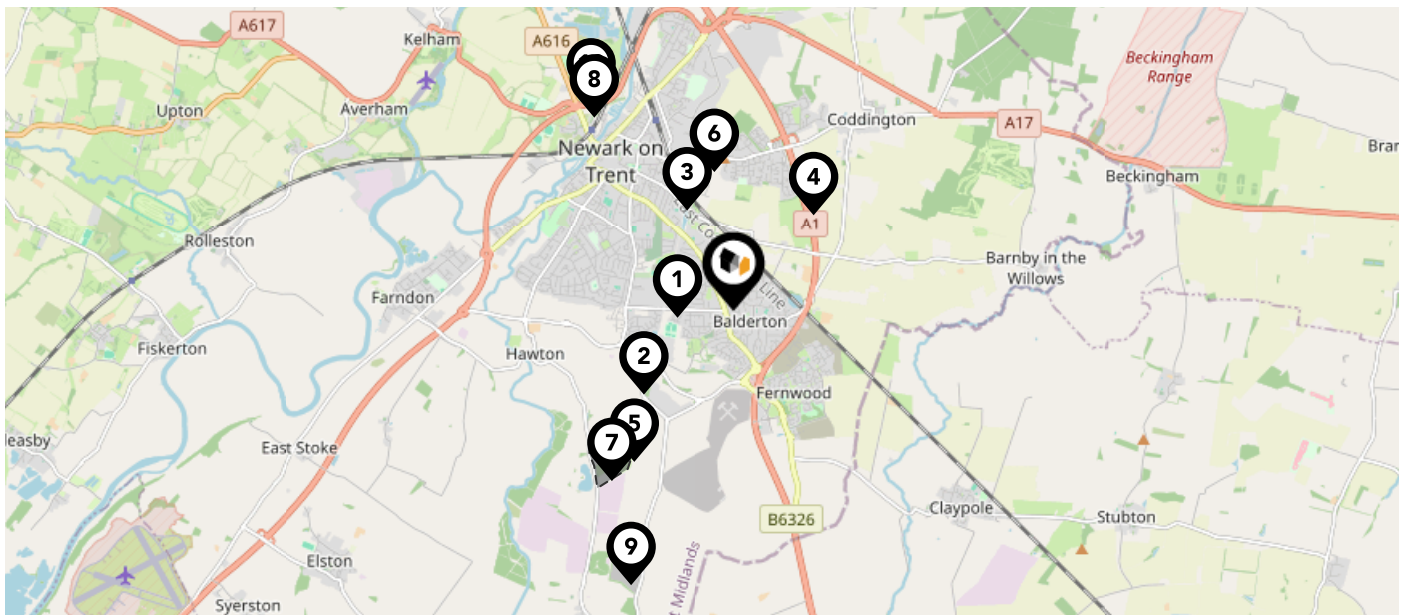 A617
Kelham
A616
Beckingham
Range
8
Upton
Averham
Coddington
A17
6
Newark on
Trent
3
4
Beckingham
A1
Rolleston
Barnby in the
Willows
1
Line
Farndon
Balderton
Fiskerton
Hawton
2
Fernwood
5
7
East Stoke
Claypole
B6326
Stubton
9
Elston
t Midlands
Syerston